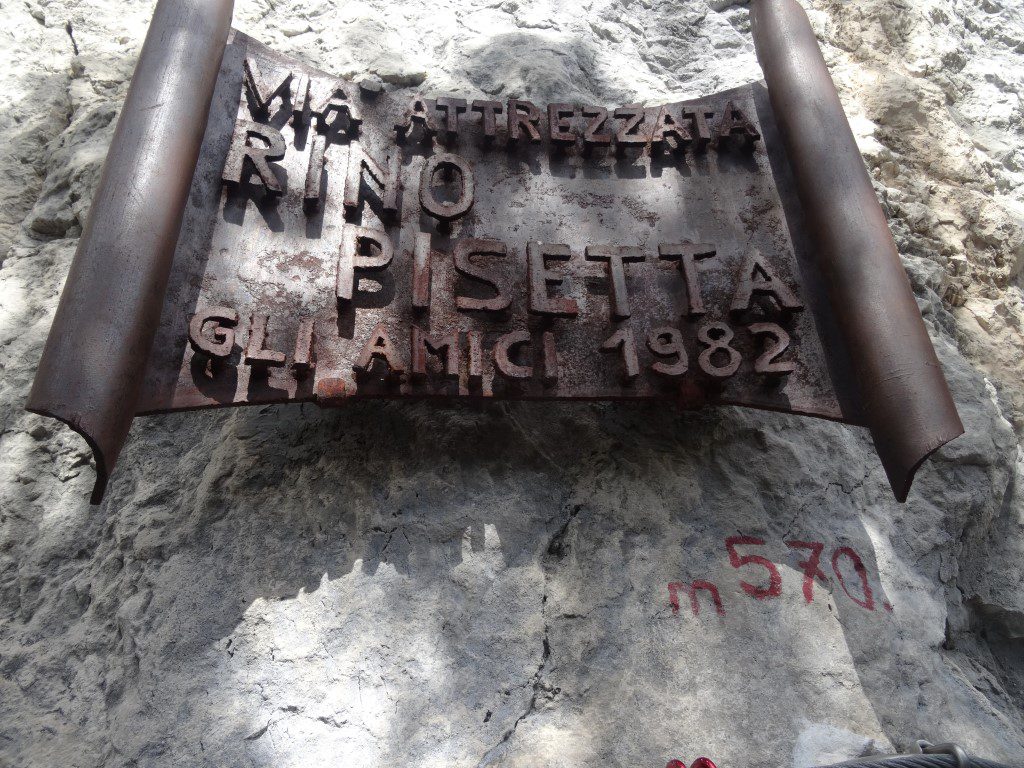 VIA ATTREZZATA
RINO
PISETTA
GLI AMICI 1982
m 570.